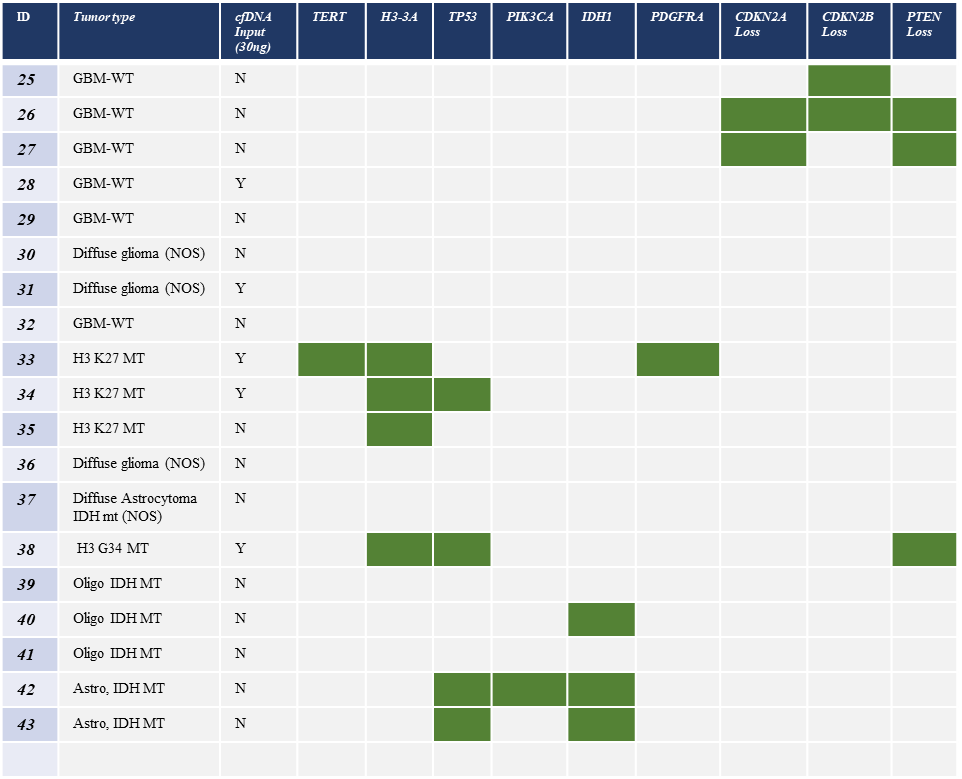 ID Tumor type cfDNA Input (30ng) TERT H3-3A TP53 PIK3CA IDH1 PDGFRA CDKN2A Loss CDKN2B Loss PTEN Loss
25 GBM-WT N
26 GBM-WT N
27 GBM-WT N
28 GBM-WT Y
29 GBM-WT N
30 Diffuse glioma (NOS) N
31 Diffuse glioma (NOS) Y
32 GBM-WT N
33 H3 K27 MT Y
34 H3 K27 MT Y
35 H3 K27 MT N
36 Diffuse glioma (NOS) N
37 Diffuse Astrocytoma IDH mt (NOS) N
38 H3 G34 MT Y
39 Oligo IDH MT N
40 Oligo IDH MT N
41 Oligo IDH MT N
42 Astro, IDH MT N
43 Astro, IDH MT N